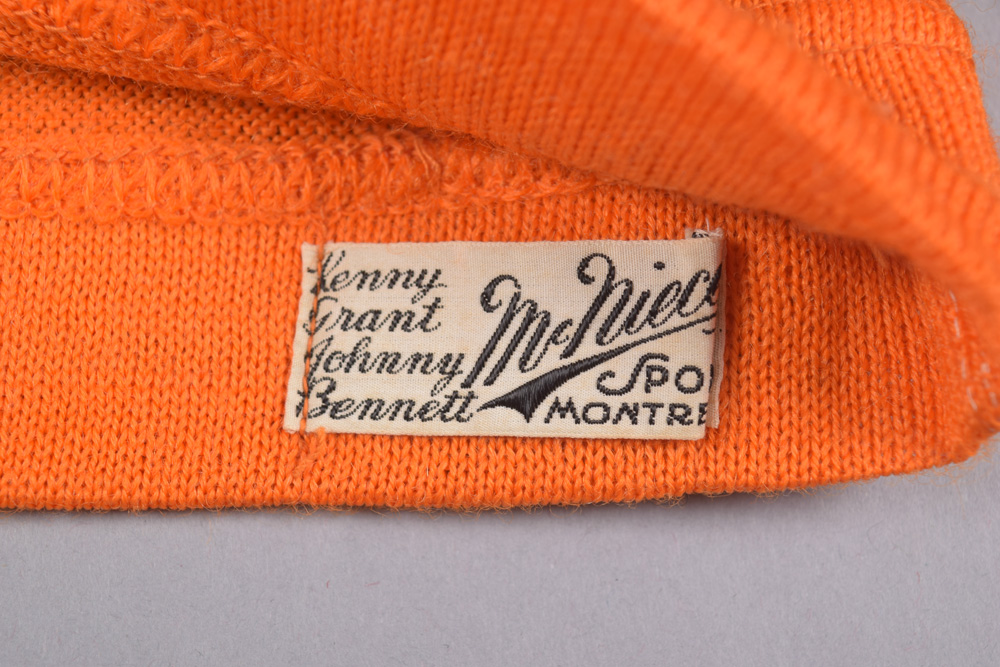 Kenny
Grant
Johnny
Bennett
McNiece
Spo
MONTRE